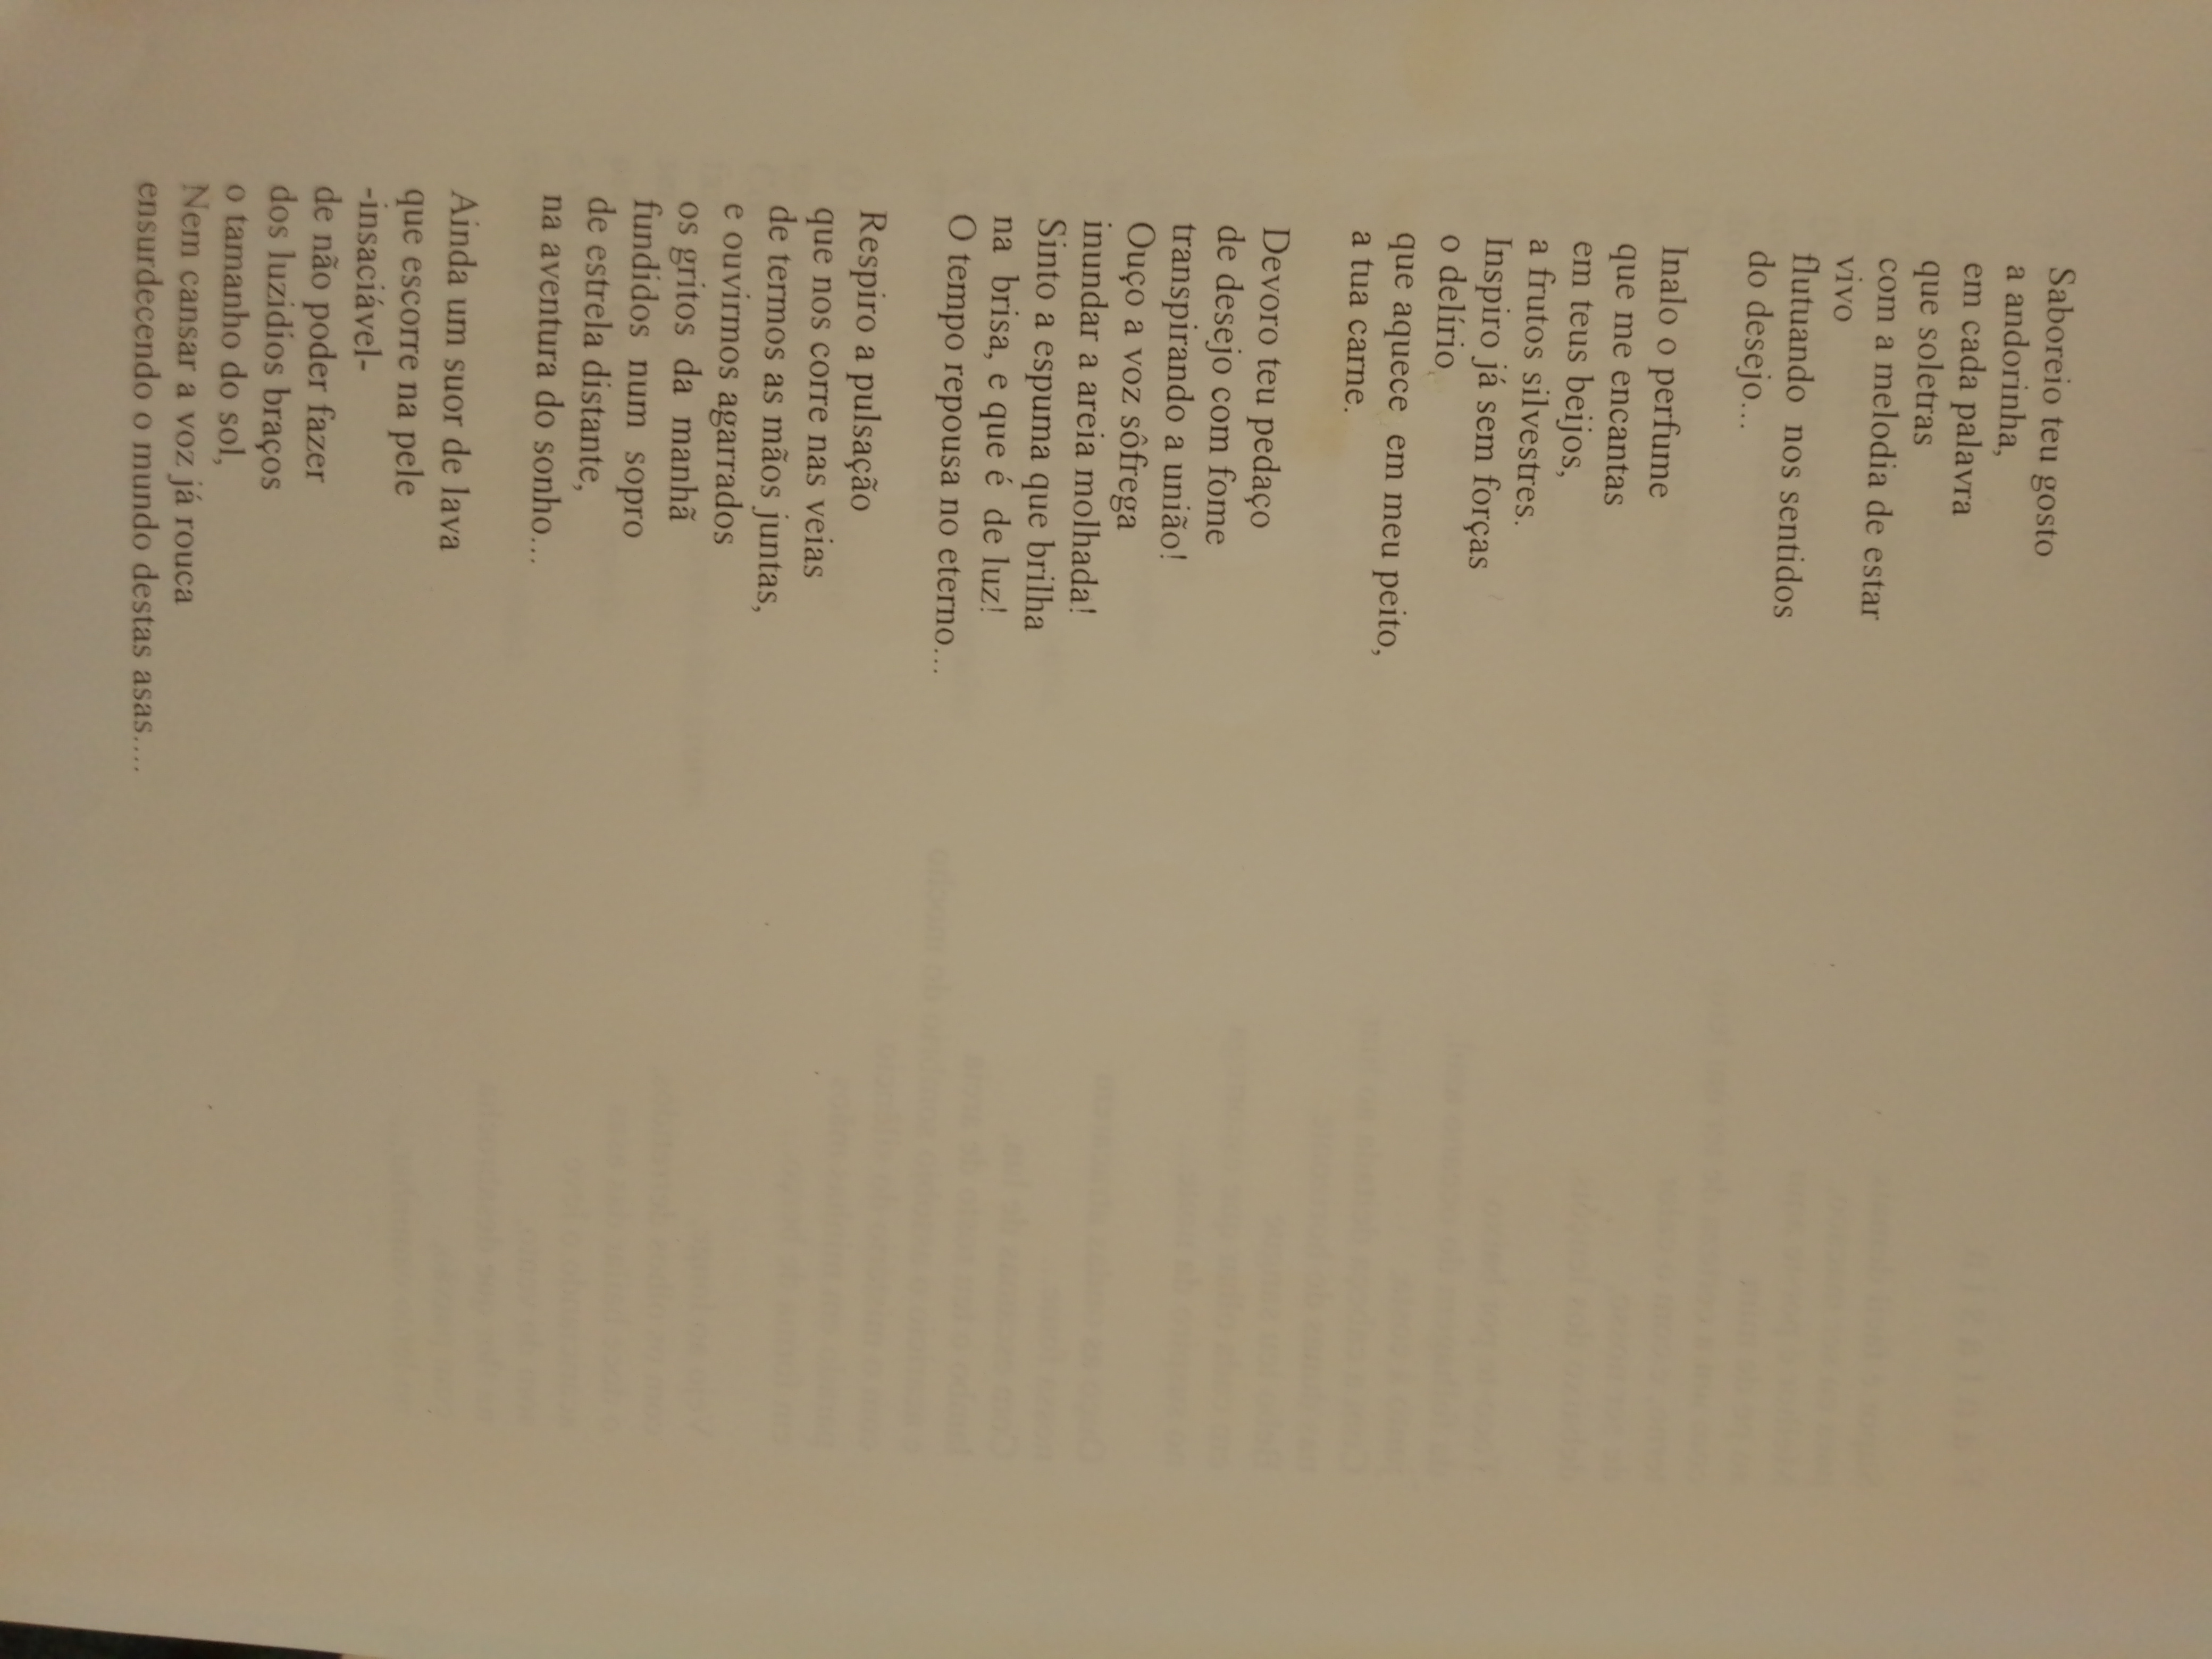 Saboreio teu gosto
a andorinha,
em cada palavra
que soletras
com a melodia de estar
vivo
flutuando nos sentidos
do desejo...
Inalo o perfume
que me encantas
em teus beijos,
a frutos silvestres.
Inspiro já sem forças
o delírio
que aquece em meu peito,
a tua carne.
Devoro teu pedaço
de desejo com fome
transpirando a união!
Ouço a voz sôfrega
inundar a areia molhada!
Sinto a espuma que brilha
na brisa, e que é de luz!
O tempo repousa no eterno...
Respiro a pulsação
que nos corre nas veias
de termos as mãos juntas,
e ouvirmos agarrados
os gritos da manhã
fundidos num sopro
de estrela distante,
na aventura do sonho...
Ainda um suor de lava
que escorre na pele
-insaciável-
de não poder fazer
dos luzidios braços
o tamanho do sol,
Nem cansar a voz já rouca
ensurdecendo o mundo destas asas....